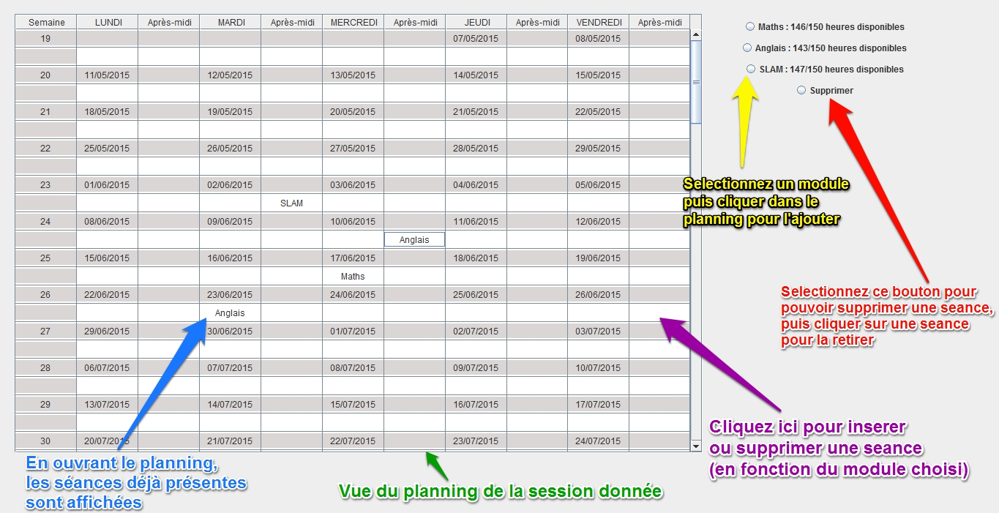 Semaine LUNDI Après-midi MARDI Après-midi MERCREDI Après-midi JEUDI Après-midi VENDREDI Après-midi
19 07/05/2015 08/05/2015
20 11/05/2015 12/05/2015 13/05/2015 14/05/2015 15/05/2015
21 18/05/2015 19/05/2015 20/05/2015 21/05/2015 22/05/2015
22 25/05/2015 26/05/2015 27/05/2015 28/05/2015 29/05/2015
23 01/06/2015 02/06/2015 03/06/2015 04/06/2015 05/06/2015
SLAM
24 08/06/2015 09/06/2015 10/06/2015 11/06/2015 12/06/2015
Anglais
25 15/06/2015 16/06/2015 17/06/2015 18/06/2015 19/06/2015
Maths
26 22/06/2015 23/06/2015 24/06/2015 25/06/2015 26/06/2015
Anglais
27 29/06/2015 30/06/2015 01/07/2015 02/07/2015 03/07/2015
28 06/07/2015 07/07/2015 08/07/2015 09/07/2015 10/07/2015
29 13/07/2015 14/07/2015 15/07/2015 16/07/2015 17/07/2015
30 20/07/2015 21/07/2015 22/07/2015 23/07/2015 24/07/2015
Maths : 146/150 heures disponibles
Anglais : 143/150 heures disponibles
SLAM : 147/150 heures disponibles
Supprimer
Selectionnez un module
puis cliquer dans le
planning pour l'ajouter
Selectionnez ce bouton pour
pouvoir supprimer une seance,
puis cliquer sur une seance
pour la retirer
Cliquez ici pour inserer
ou supprimer une seance
(en fonction du module choisi)
En ouvrant le planning,
les séances déjà présentes
sont affichées
Vue du planning de la session donnée